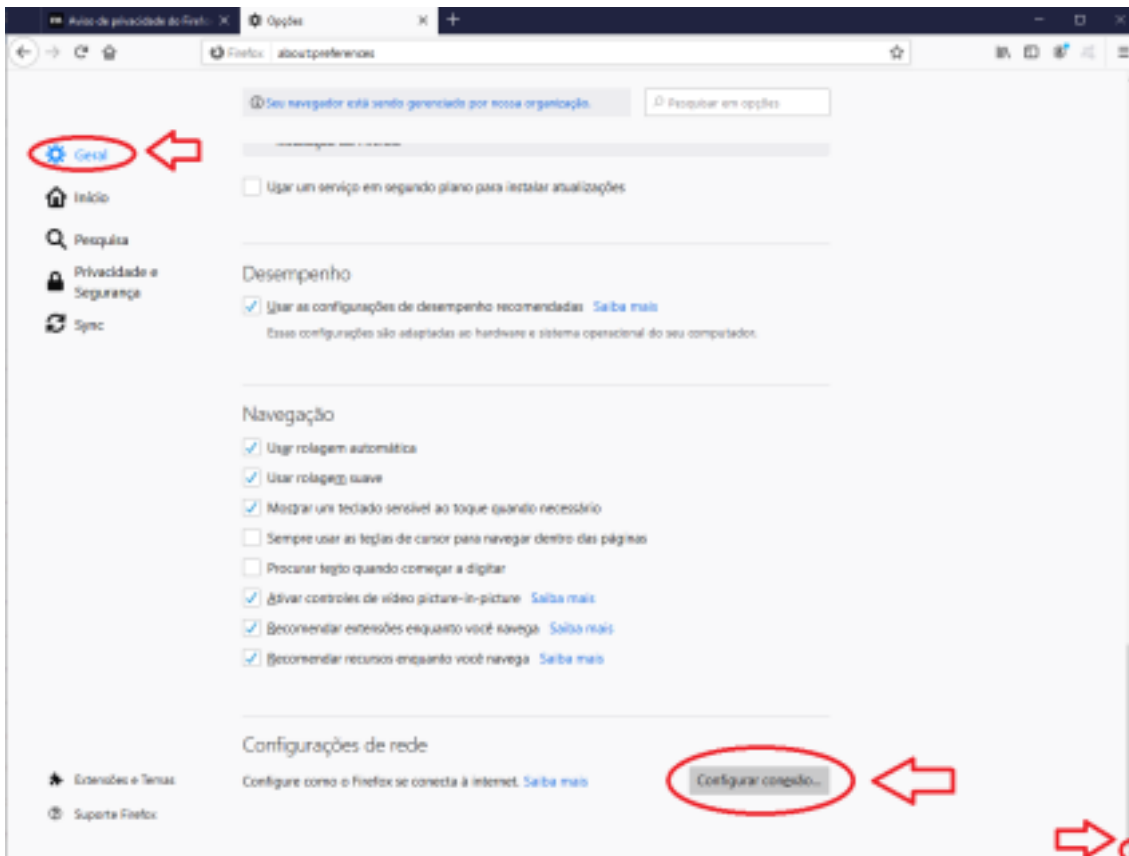 Aviso de privacidade do Firefo
Opções
Firefox about:preferences
Seu navegador está sendo gerenciado por nossa organização.
Pesquisar em opções
Geral
Início
Pesquisa
Privacidade e
Segurança
Sync
Extensões e Temas
Suporte Firefox
Usar um serviço em segundo plano para instalar atualizações
Desempenho
Usar as configurações de desempenho recomendadas Saiba mais
Essas configurações são adaptadas ao hardware e sistema operacional do seu computador.
Navegação
Usar rolagem automática
Usar rolagem suave
Mostrar um teclado sensível ao toque quando necessário
Sempre usar as teclas de cursor para navegar dentro das páginas
Procurar texto quando começar a digitar
Ativar controles de vídeo picture-in-picture Saiba mais
Recomendar extensões enquanto você navega Saiba mais
Recomendar recursos enquanto você navega Saiba mais
Configurações de rede
Configure como o Firefox se conecta à internet. Saiba mais
Configurar conexão...